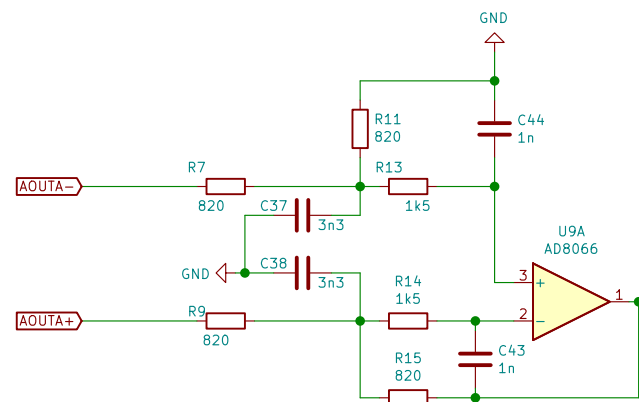 GND
R11
820
C44
1n
AOUTA-
R7
820
R13
1k5
C37
3n3
GND
C38
3n3
U9A
AD8066
3
+
2
-
1
R14
1k5
AOUTA+
R9
820
C43
1n
R15
820